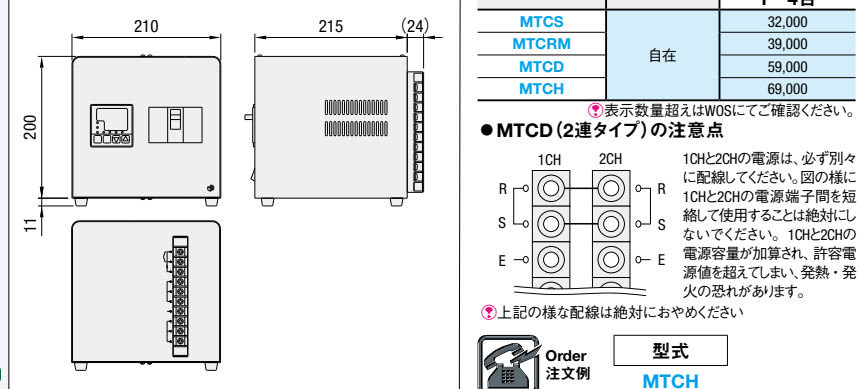 210
215
(24)
200
11
1 4台
MTCS 自在 32,000
MTCRM 39,000
MTCD 59,000
MTCH 69,000
表示数量超えはWOSにてご確認ください。
●MTCD(2連タイプ)の注意点
1CH 2CH
R R
S S
E E
1CHと2CHの電源は、必ず別々
に配線してください。図の様に
1CHと2CHの電源端子間を短
絡して使用することは絶対にし
ないでください。1CHと2CHの
電源容量が加算され、許容電
源値を超えてしまい、発熱・発
火の恐れがあります。
上記の様な配線は絶対におやめください
Order
注文例
型式
MTCH